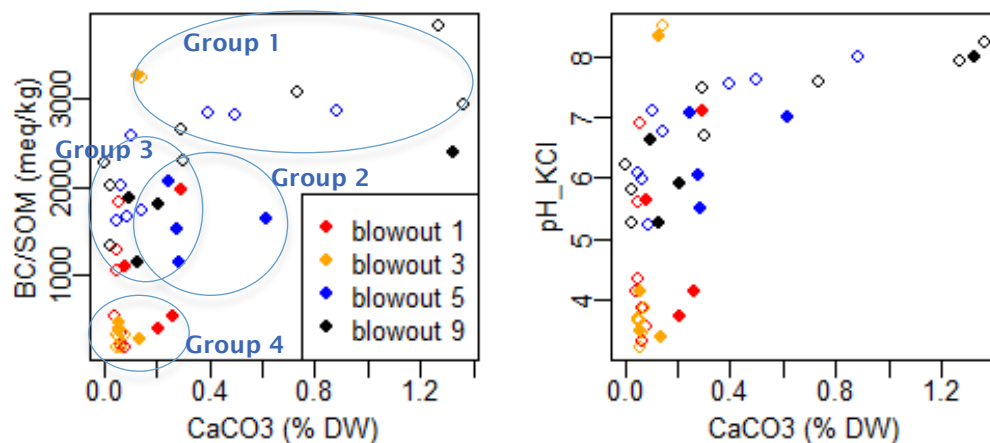 Group 1
Group 3
Group 2
Group 4
BC/SOM (meq/kg)
1000
2000
3000
0.0
0.4
0.8
1.2
CaCO3 (% DW)
blowout 1
blowout 3
blowout 5
blowout 9
pH_KCl
4
5
6
7
8
0.0
0.4
0.8
1.2
CaCO3 (% DW)